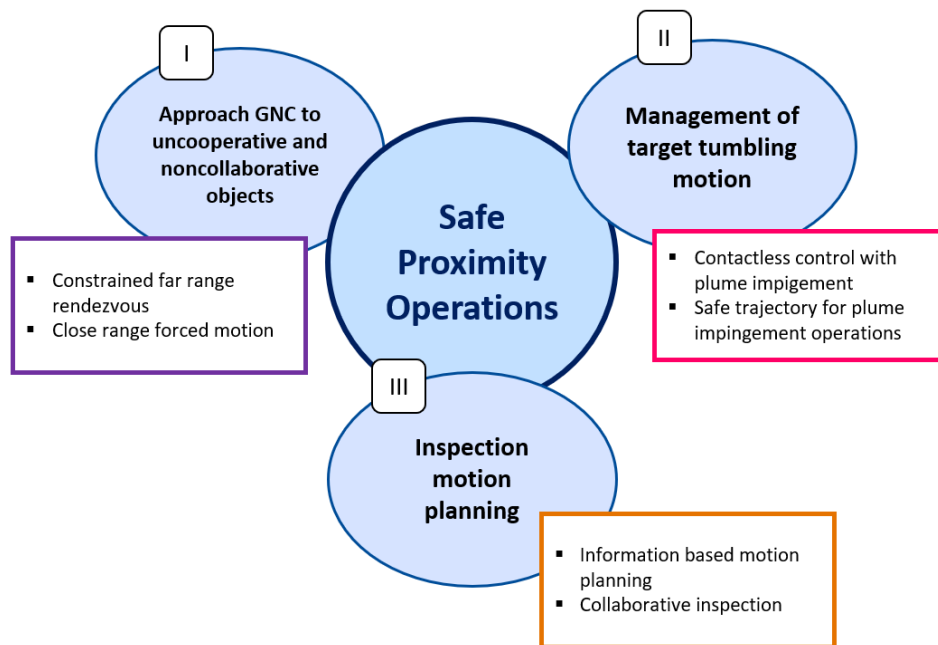 I
Approach GNC to
uncooperative and
noncollaborative
objects
▪ Constrained far range
rendezvous
▪ Close range forced motion
II
Management of
target tumbling
motion
▪ Contactless control with
plume impigement
▪ Safe trajectory for plume
impingement operations
Safe
Proximity
Operations
III
Inspection
motion
planning
▪ Information based motion
planning
▪ Collaborative inspection